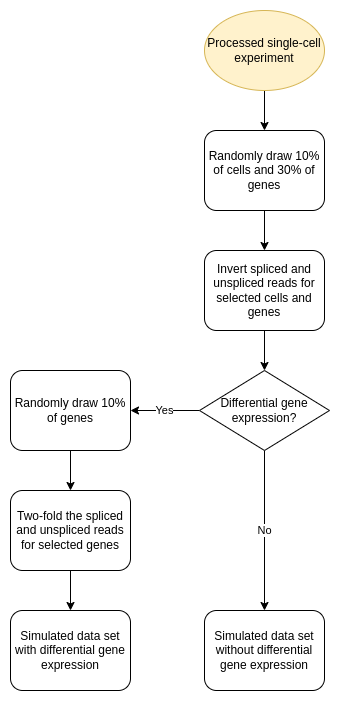 Processed single-cell
experiment
Randomly draw 10%
of cells and 30% of
genes
Invert spliced and
unspliced reads for
selected cells and
genes
Differential gene
expression?
Yes
Randomly draw 10%
of genes
Two-fold the spliced
and unspliced reads
for selected genes
Simulated data set
with differential gene
expression
No
Simulated data set
without differential
gene expression